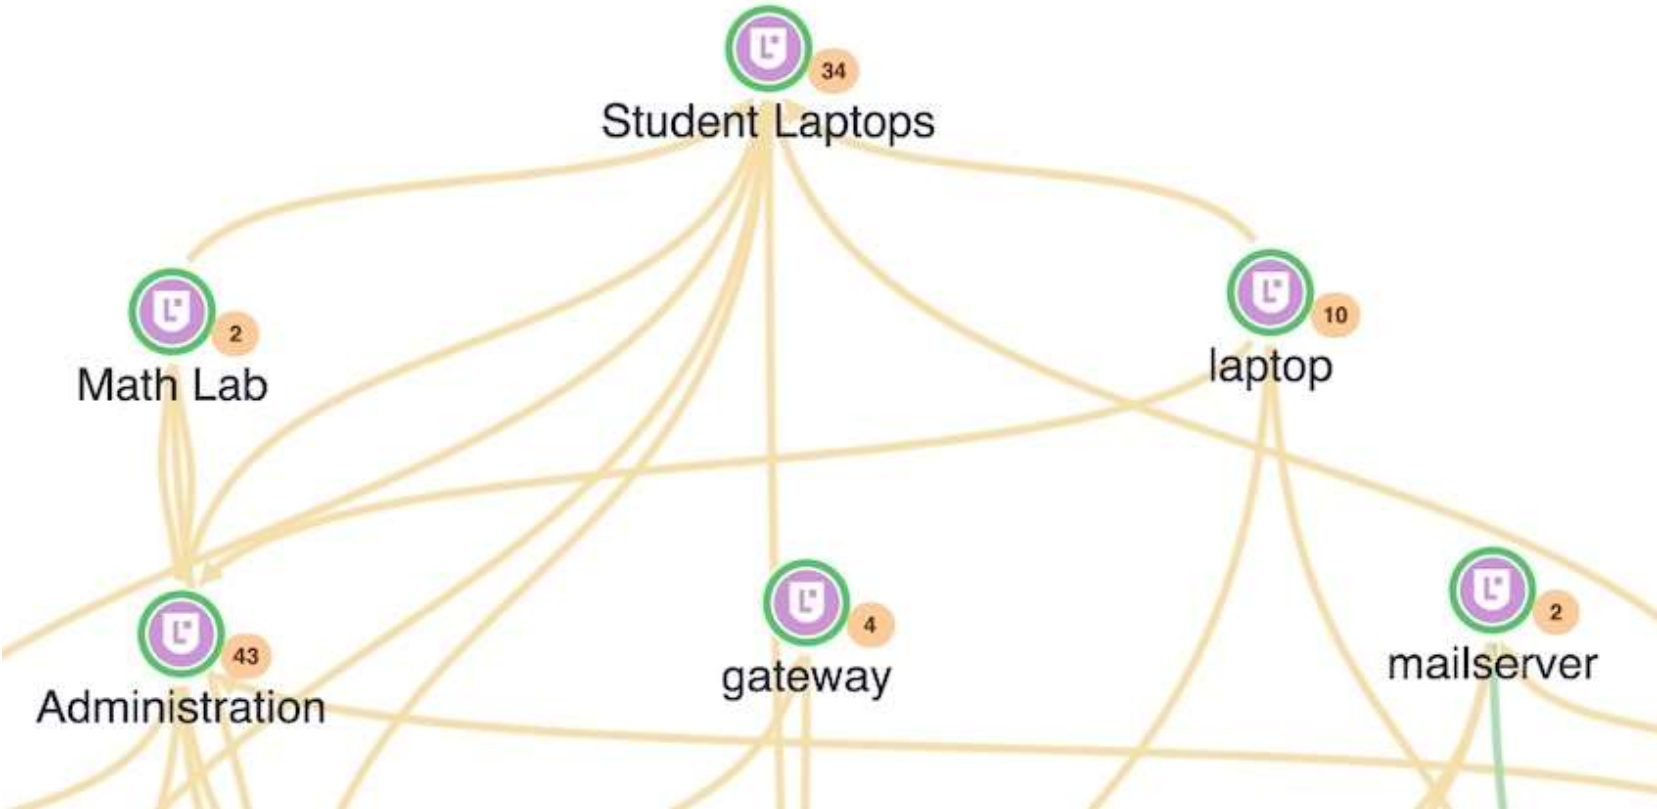 L
34
Student Laptops
L
2
Math Lab
L
10
laptop
L
43
Administration
L
4
gateway
L
2
mailserver